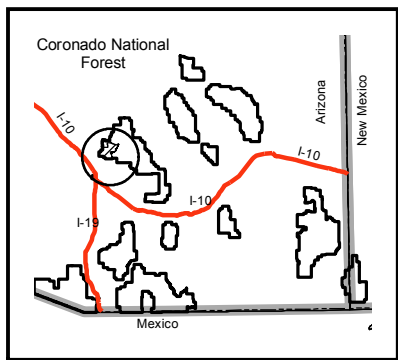 Coronado National
Forest
I-10
Arizona
New Mexico
I-10
I-10
I-19
Mexico